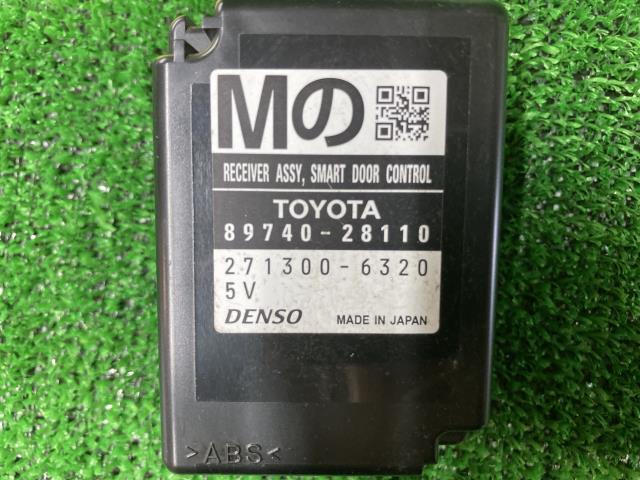 Mの
RECEIVER ASSY, SMART DOOR CONTROL
TOYOTA
89740-28110
271300-6320
5V
DENSO MADE IN JAPAN
>ABS<